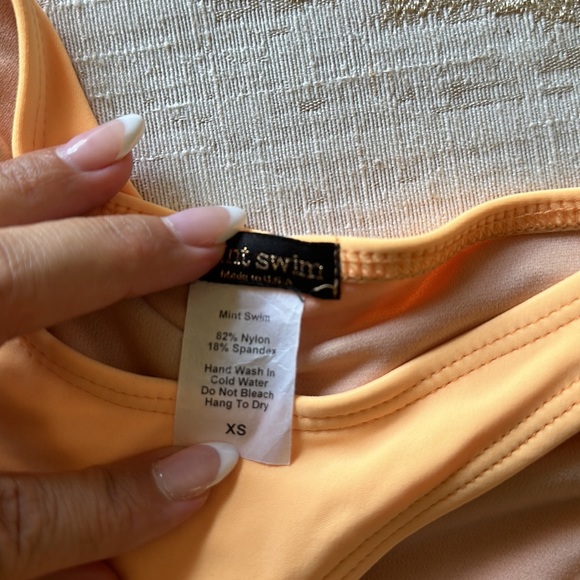 nt swim
Made in U.S.A
Mint Swim
82% Nylon
18% Spandex
Hand Wash In
Cold Water
Do Not Bleach
Hang To Dry
XS